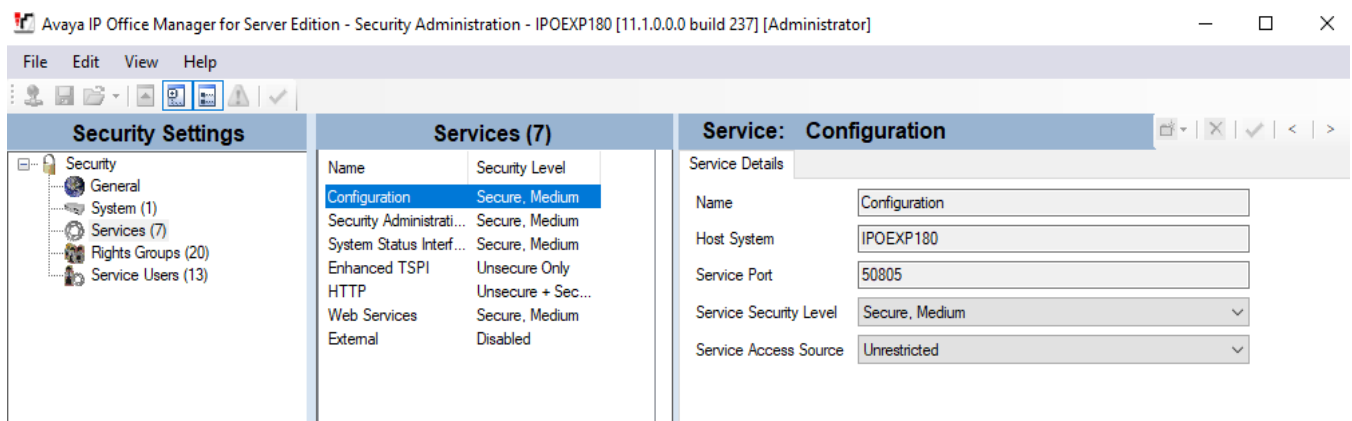 Avaya IP Office Manager for Server Edition - Security Administration - IPOEXP180 [11.1.0.0.0 build 237] [Administrator]
File Edit View Help
Security Settings
Security
General
System (1)
Services (7)
Rights Groups (20)
Service Users (13)
Services (7)
Name Security Level
Configuration Secure, Medium
Security Administrati... Secure, Medium
System Status Interf... Secure, Medium
Enhanced TSPI Unsecure Only
HTTP Unsecure + Sec...
Web Services Secure, Medium
External Disabled
Service: Configuration
Service Details
Name Configuration
Host System IPOEXP180
Service Port 50805
Service Security Level Secure, Medium
Service Access Source Unrestricted